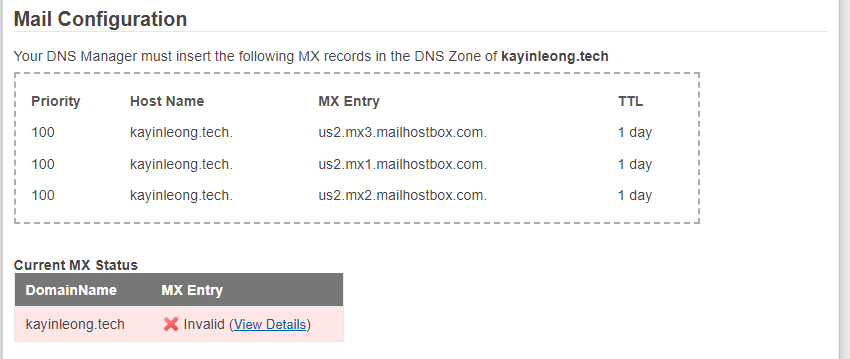 Mail Configuration
Your DNS Manager must insert the following MX records in the DNS Zone of kayinleong.tech
Priority Host Name MX Entry TTL
100 kayinleong.tech. us2.mx3.mailhostbox.com. 1 day
100 kayinleong.tech. us2.mx1.mailhostbox.com. 1 day
100 kayinleong.tech. us2.mx2.mailhostbox.com. 1 day
Current MX Status
DomainName MX Entry
kayinleong.tech Invalid (View Details)